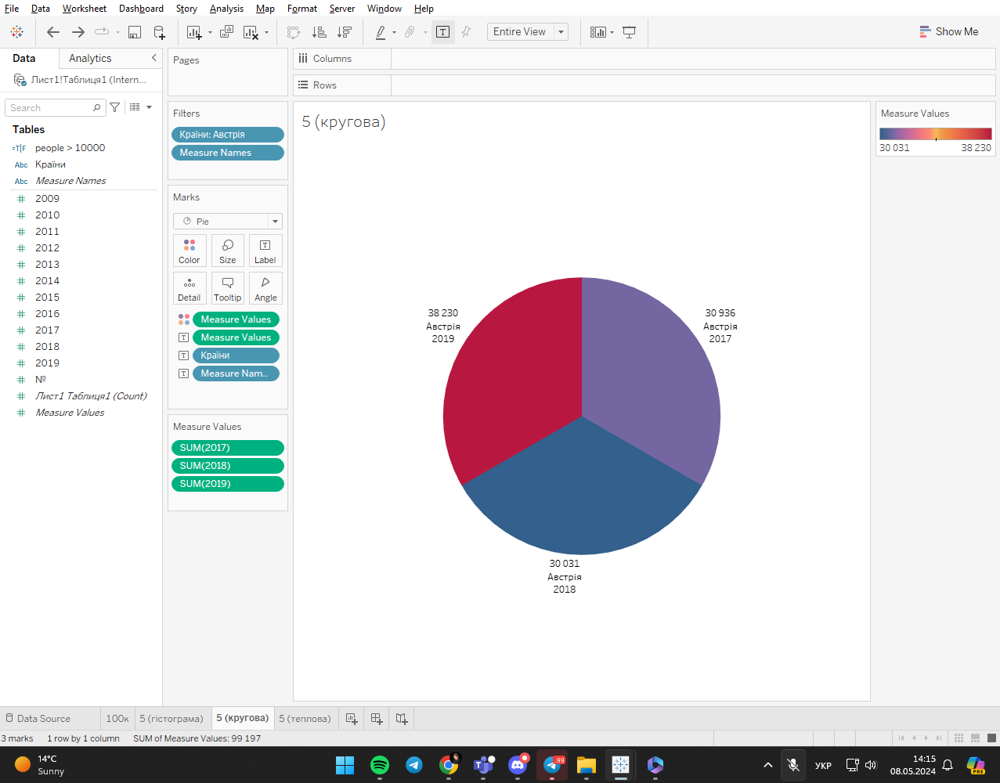 File Data Worksheet Dashboard Story Analysis Map Format Server Window Help
Entire View
Show Me
Data Analytics
Лист1!Таблиця1 (Intern...
Search
Tables
=T|F people > 10000
Abc Країни
Abc Measure Names
2009
2010
2011
2012
2013
2014
2015
2016
2017
2018
2019
№
Лист1 Таблиця1 (Count)
Measure Values
Pages
Filters
Країни: Австрія
Measure Names
Marks
Pie
Color Size Label
Detail Tooltip Angle
Measure Values
Measure Values
Країни
Measure Nam..
Measure Values
SUM(2017)
SUM(2018)
SUM(2019)
Columns
Rows
5 (кругова)
38 230
Австрія
2019
30 936
Австрія
2017
30 031
Австрія
2018
Measure Values
30 031 38 230
Data Source 100к 5 (гістограма) 5 (кругова) 5 (теплова)
3 marks 1 row by 1 column SUM of Measure Values: 99 197
14°C
Sunny
99
УКР
14:15
08.05.2024
PRE